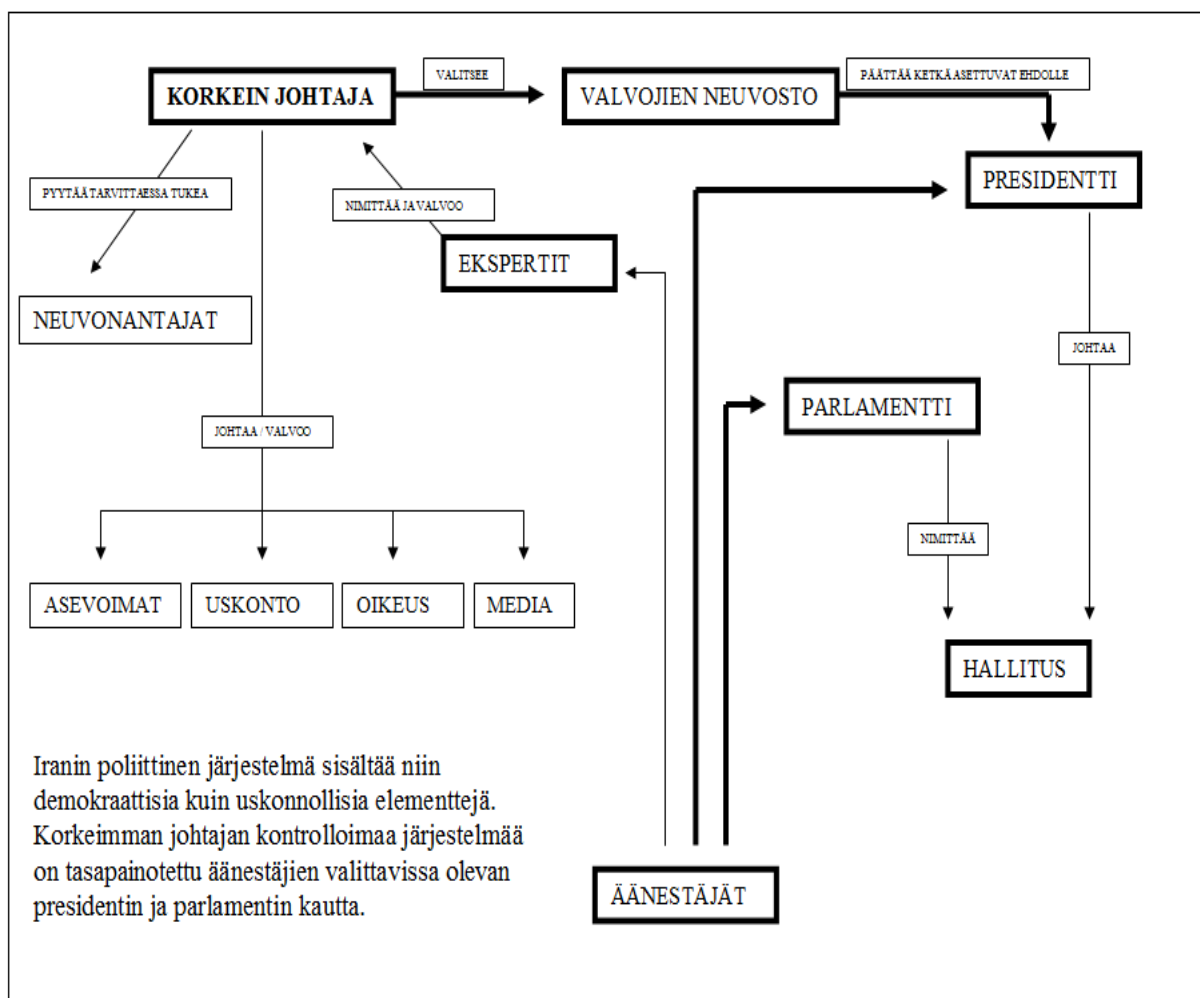 VALITSEE
PÄÄTTÄÄ KETKÄ ASETTUVAT EHDOLLE
KORKEIN JOHTAJA
VALVOJIEN NEUVOSTO
PRESIDENTTI
PYYTÄÄ TARVITTAESSA TUKEA
NIMITTÄÄ JA VALVOO
EKSPERTIT
NEUVONANTAJAT
JOHTAA
PARLAMENTTI
JOHTAA / VALVOO
NIMITTÄÄ
ASEVOIMAT
USKONTO
OIKEUS
MEDIA
HALLITUS
Iranin poliittinen järjestelmä sisältää niin
demokraattisia kuin uskonnollisia elementtejä.
Korkeimman johtajan kontrolloimaa järjestelmää
on tasapainotettu äänestäjien valittavissa olevan
presidentin ja parlamentin kautta.
ÄÄNESTÄJÄT